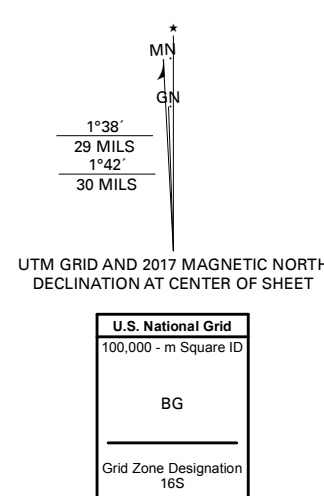 ★
MN
GN
1°38´
29 MILS
1°42´
30 MILS
UTM GRID AND 2017 MAGNETIC NORTH
DECLINATION AT CENTER OF SHEET
U.S. National Grid
100,000 - m Square ID
BG
Grid Zone Designation
16S